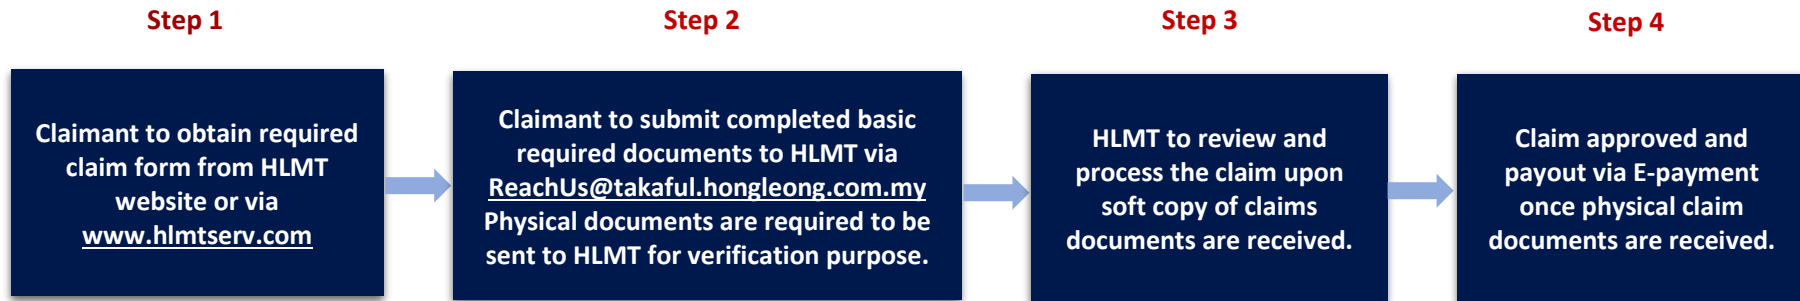 Step 1
Claimant to obtain required
claim form from HLMT
website or via
www.hlmtserv.com
Step 2
Claimant to submit completed basic
required documents to HLMT via
ReachUs@takaful.hongleong.com.my
Physical documents are required to be
sent to HLMT for verification purpose.
Step 3
HLMT to review and
process the claim upon
soft copy of claims
documents are received.
Step 4
Claim approved and
payout via E-payment
once physical claim
documents are received.